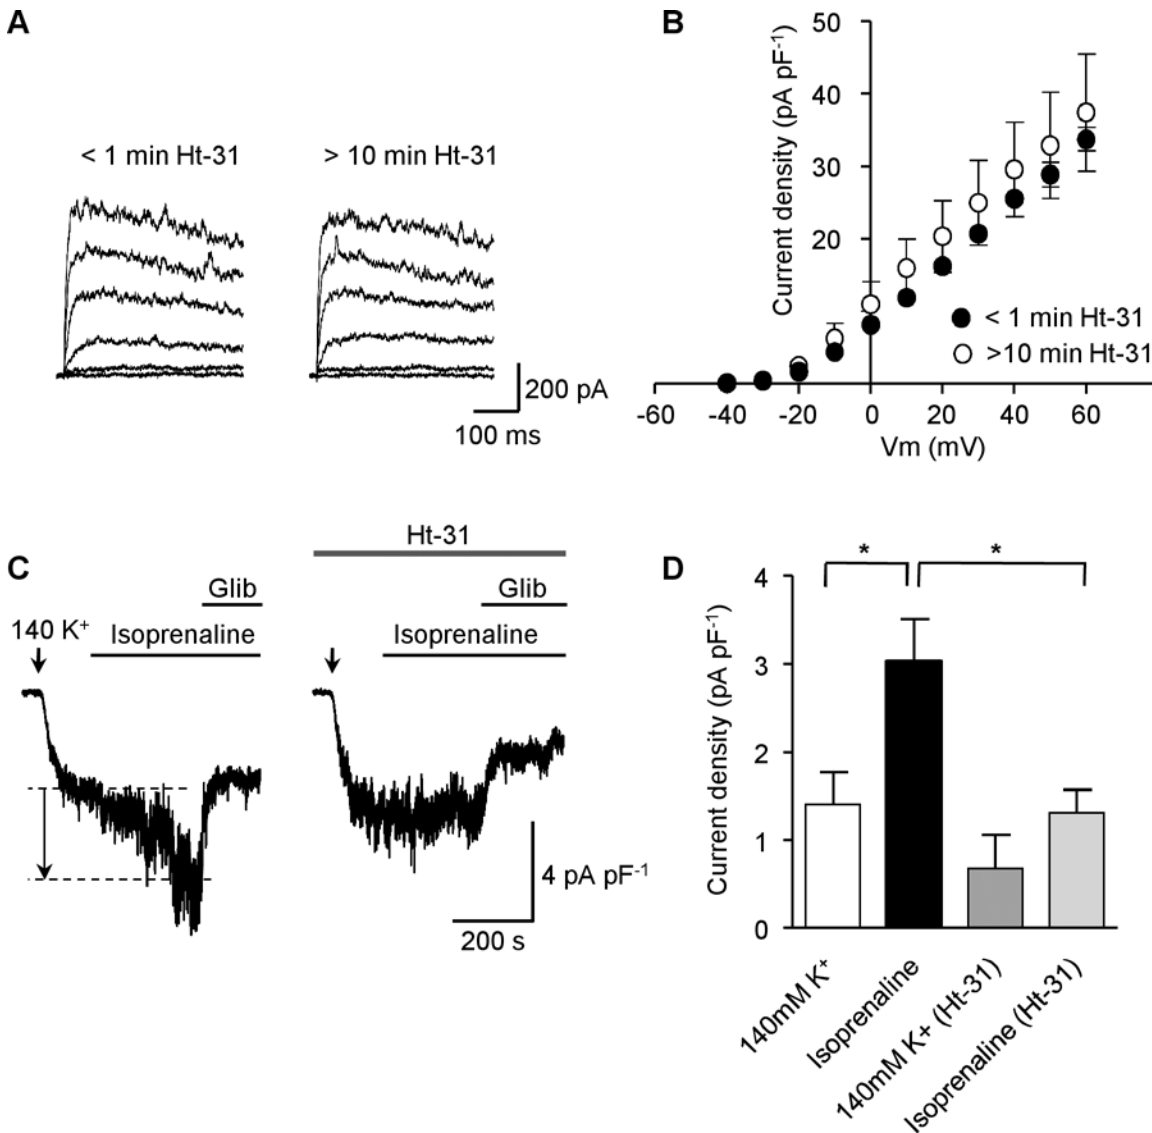 A
< 1 min Ht-31
> 10 min Ht-31
200 pA
100 ms
B
Current density (pA pF-1)
50
40
30
20
< 1 min Ht-31
>10 min Ht-31
-60
-40
-20
0
20
40
60
Vm (mV)
C
Ht-31
Glib
Glib
140 K+
Isoprenaline
Isoprenaline
4 pA pF-1
200 s
D
*
*
Current density (pA pF-1)
4
3
2
1
0
140mM K+
Isoprenaline
140mM K+ (Ht-31)
Isoprenaline (Ht-31)